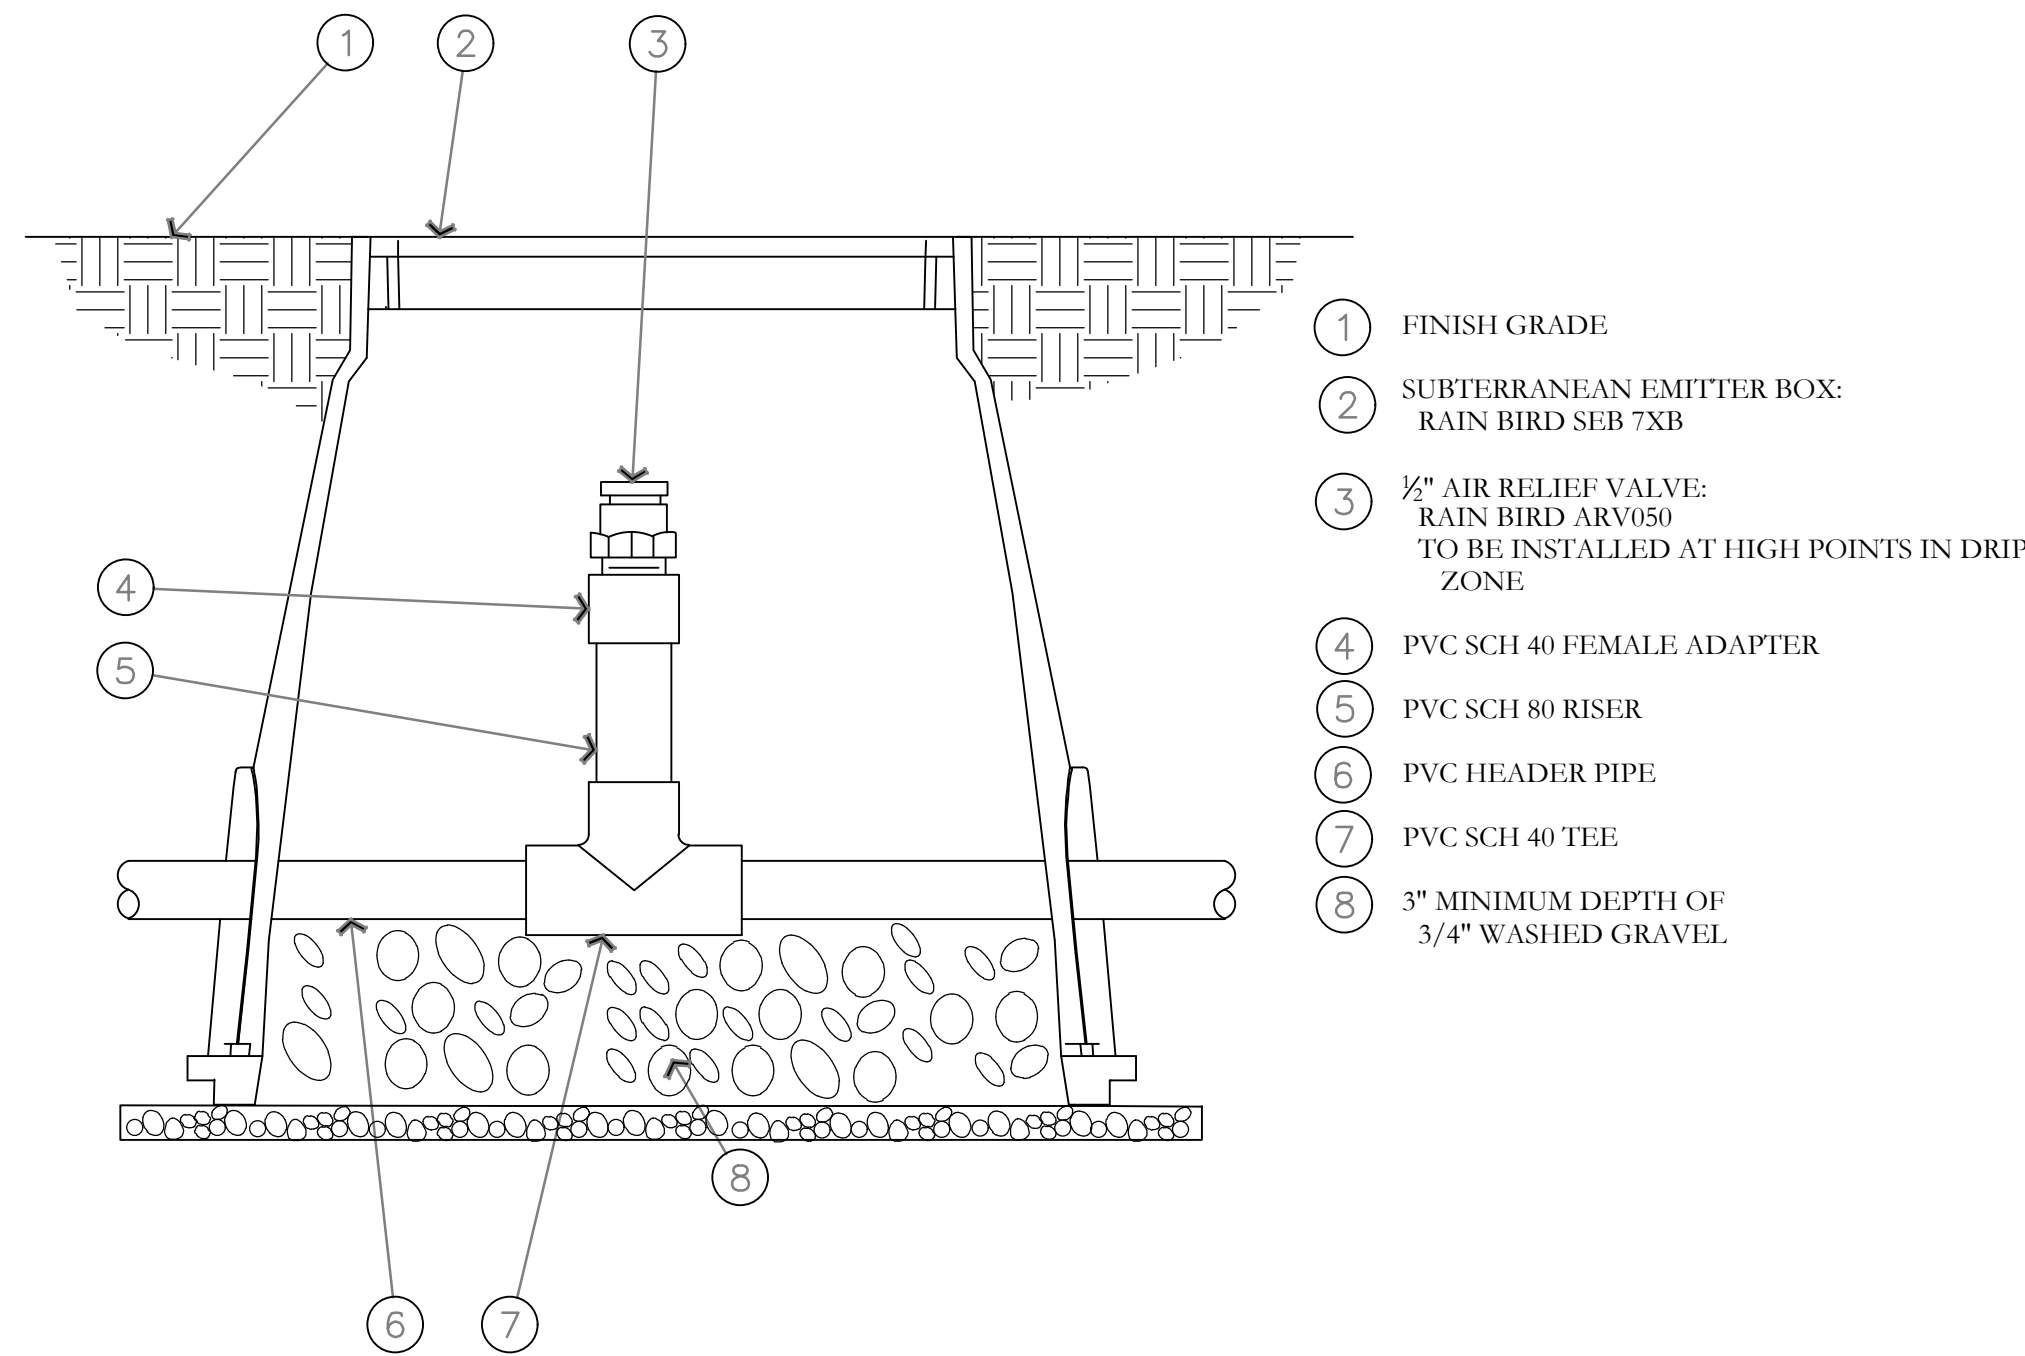 1 2 3
1 FINISH GRADE
2 SUBTERRANEAN EMITTER BOX:
RAIN BIRD SEB 7XB
3 ½" AIR RELIEF VALVE:
RAIN BIRD ARV050
TO BE INSTALLED AT HIGH POINTS IN DRIP
ZONE
4
4 PVC SCH 40 FEMALE ADAPTER
5
5 PVC SCH 80 RISER
6 PVC HEADER PIPE
7 PVC SCH 40 TEE
8 3" MINIMUM DEPTH OF
3/4" WASHED GRAVEL
8
6 7